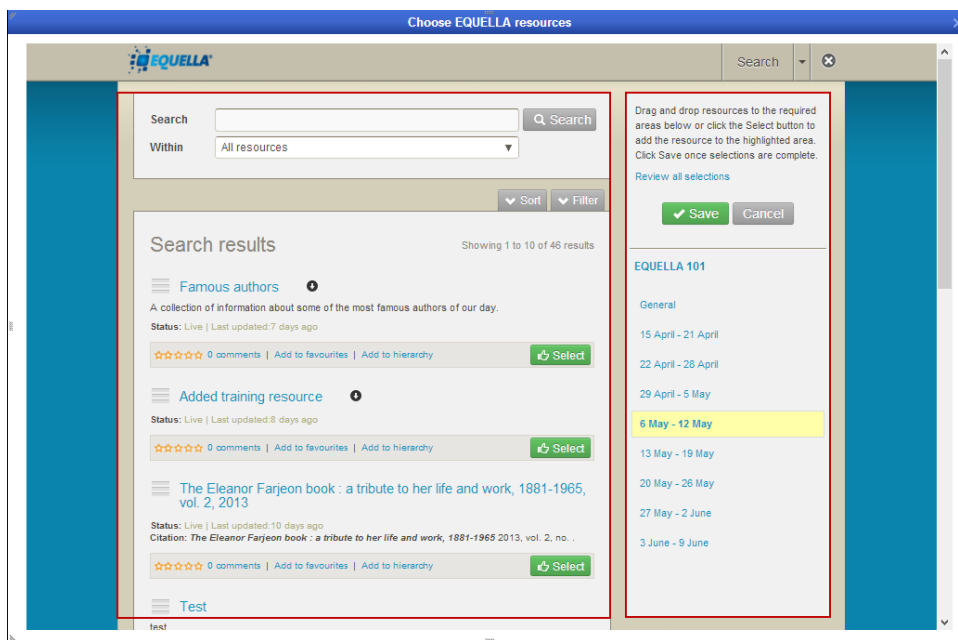 Choose EQUELLA resources
EQUELLA
Search
Search
Search
Within
All resources
Sort
Filter
Search results
Showing 1 to 10 of 46 results
Famous authors
A collection of information about some of the most famous authors of our day.
Status: Live | Last updated:7 days ago
0 comments | Add to favourites | Add to hierarchy
Select
Added training resource
Status: Live | Last updated:8 days ago
0 comments | Add to favourites | Add to hierarchy
Select
The Eleanor Farjeon book : a tribute to her life and work, 1881-1965,
vol. 2, 2013
Status: Live | Last updated:10 days ago
Citation: The Eleanor Farjeon book : a tribute to her life and work, 1881-1965 2013, vol. 2, no. .
0 comments | Add to favourites | Add to hierarchy
Select
Test
test
Drag and drop resources to the required
areas below or click the Select button to
add the resource to the highlighted area.
Click Save once selections are complete.
Review all selections
Save
Cancel
EQUELLA 101
General
15 April - 21 April
22 April - 28 April
29 April - 5 May
6 May - 12 May
13 May - 19 May
20 May - 26 May
27 May - 2 June
3 June - 9 June